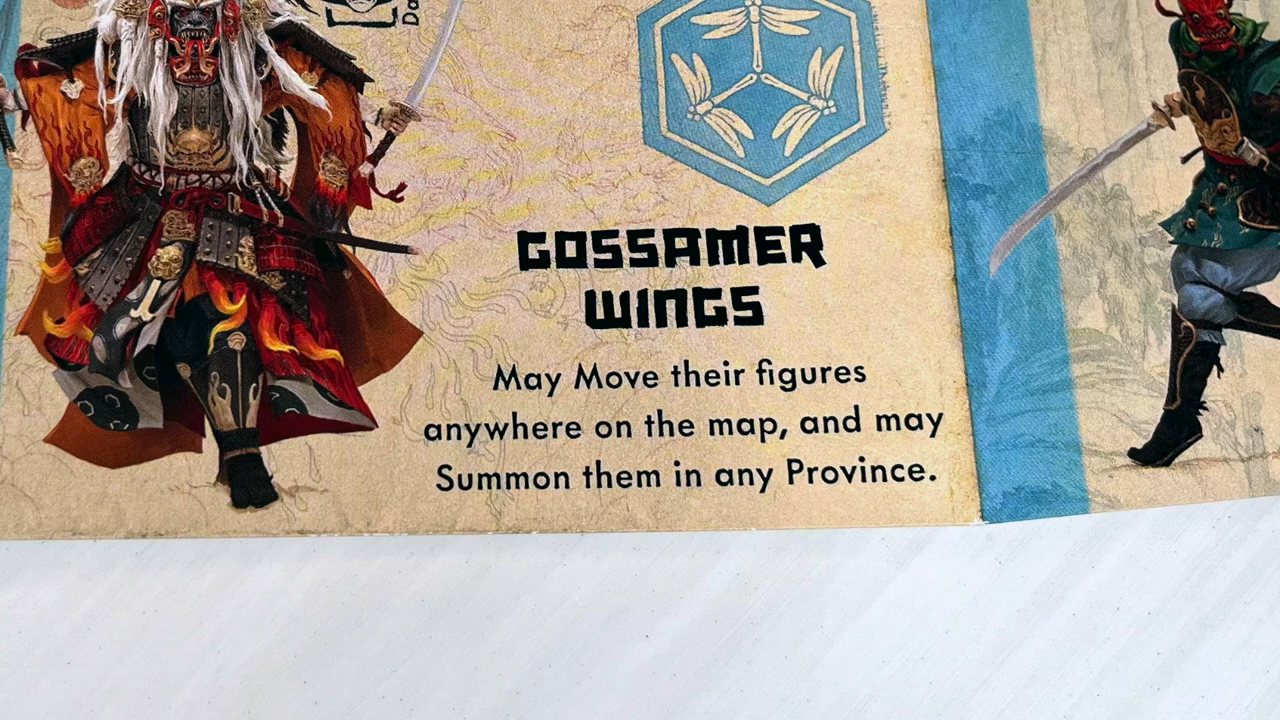 GOSSAMER
WINGS
May Move their figures
anywhere on the map, and may
Summon them in any Province.